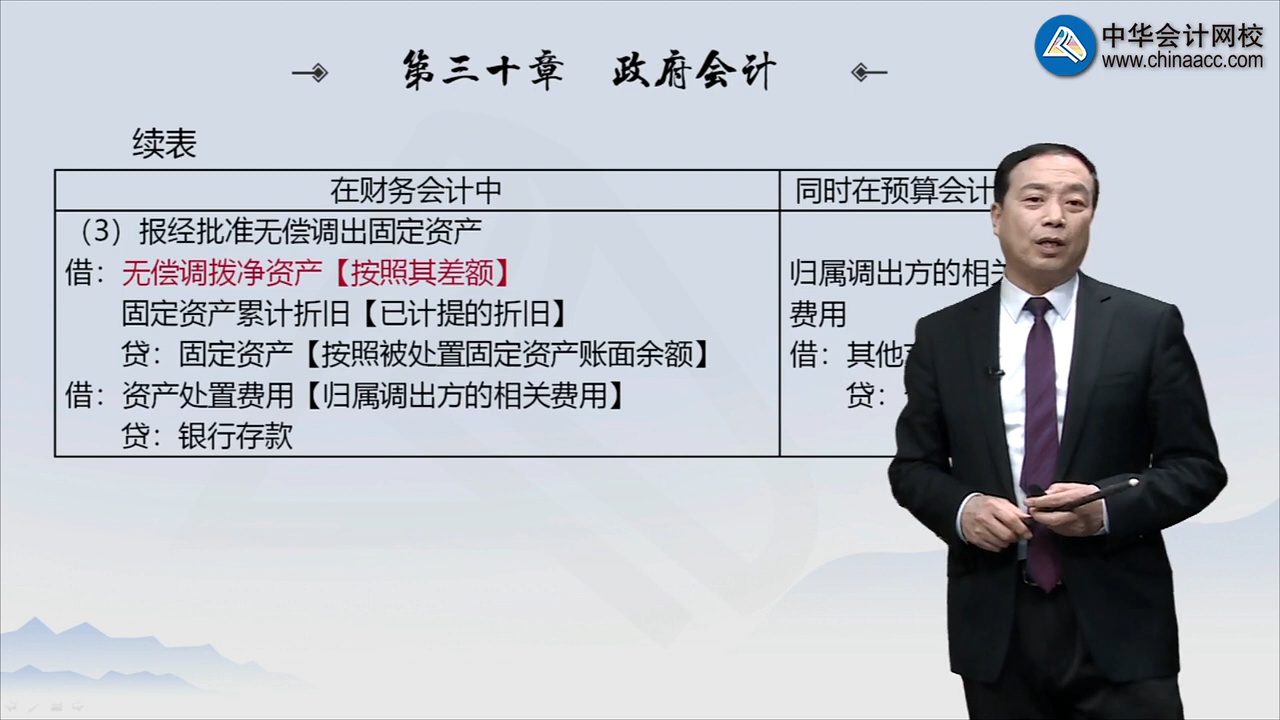 中华会计网校
www.chinaacc.com
第三十章 政府会计
续表
在财务会计中
同时在预算会计
（3）报经批准无偿调出固定资产
借：无偿调拨净资产【按照其差额】
固定资产累计折旧【已计提的折旧】
贷：固定资产【按照被处置固定资产账面余额】
借：资产处置费用【归属调出方的相关费用】
贷：银行存款
归属调出方的相关
费用
借：其他
贷：